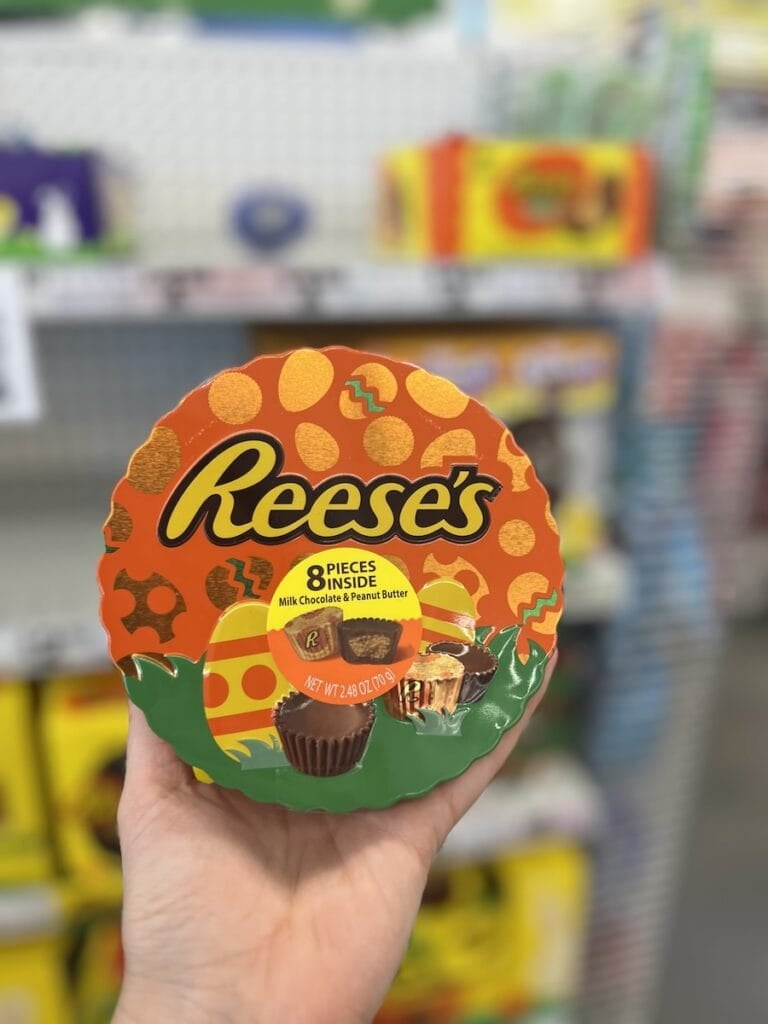 Reese's
8 PIECES
INSIDE
Milk Chocolate & Peanut Butter
R
NET WT 2.48 OZ (70 g)